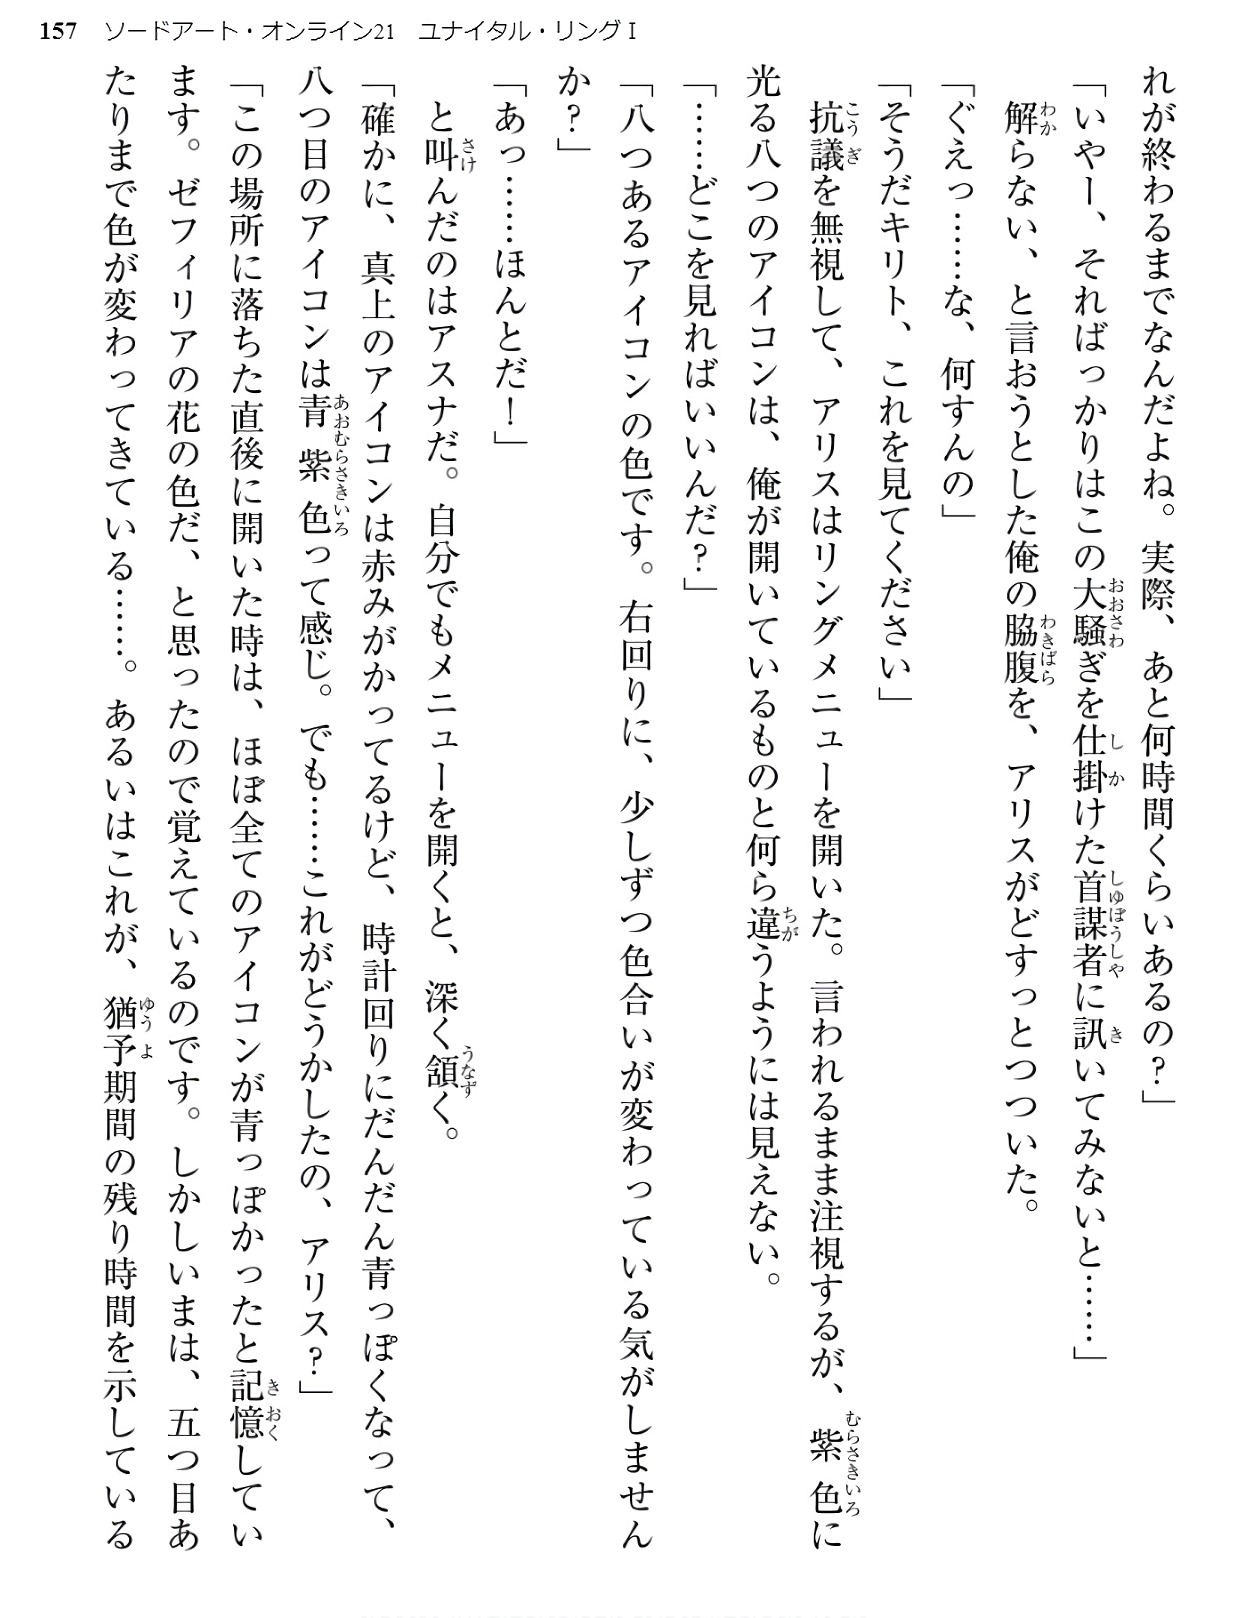 157 ソードアート・オンライン21 ユナイタル・リングⅠ
れが終わるまでなんだよね。実際、あと何時間くらいあるの？」
「いやー、そればっかりはこの大騒ぎを仕掛けた首謀者に訊いてみないと……」
解らない、と言おうとした俺の脇腹を、アリスがどすっとつついた。
「ぐえっ……な、何すんの」
「そうだキリト、これを見てください」
抗議を無視して、アリスはリングメニューを開いた。言われるまま注視するが、紫色に
光る八つのアイコンは、俺が開いているものと何ら違うようには見えない。
「……どこを見ればいいんだ？」
「八つあるアイコンの色です。右回りに、少しずつ色合いが変わっている気がしません
か？」
「あっ……ほんとだ！」
と叫んだのはアスナだ。自分でもメニューを開くと、深く頷く。
「確かに、真上のアイコンは赤みがかってるけど、時計回りにだんだん青っぽくなって、
八つ目のアイコンは青紫色って感じ。でも……これがどうかしたの、アリス？」
「この場所に落ちた直後に開いた時は、ほぼ全てのアイコンが青っぽかったと記憶してい
ます。ゼフィリアの花の色だ、と思ったので覚えているのです。しかしいまは、五つ目あ
たりまで色が変わってきている……。あるいはこれが、猶予期間の残り時間を示している